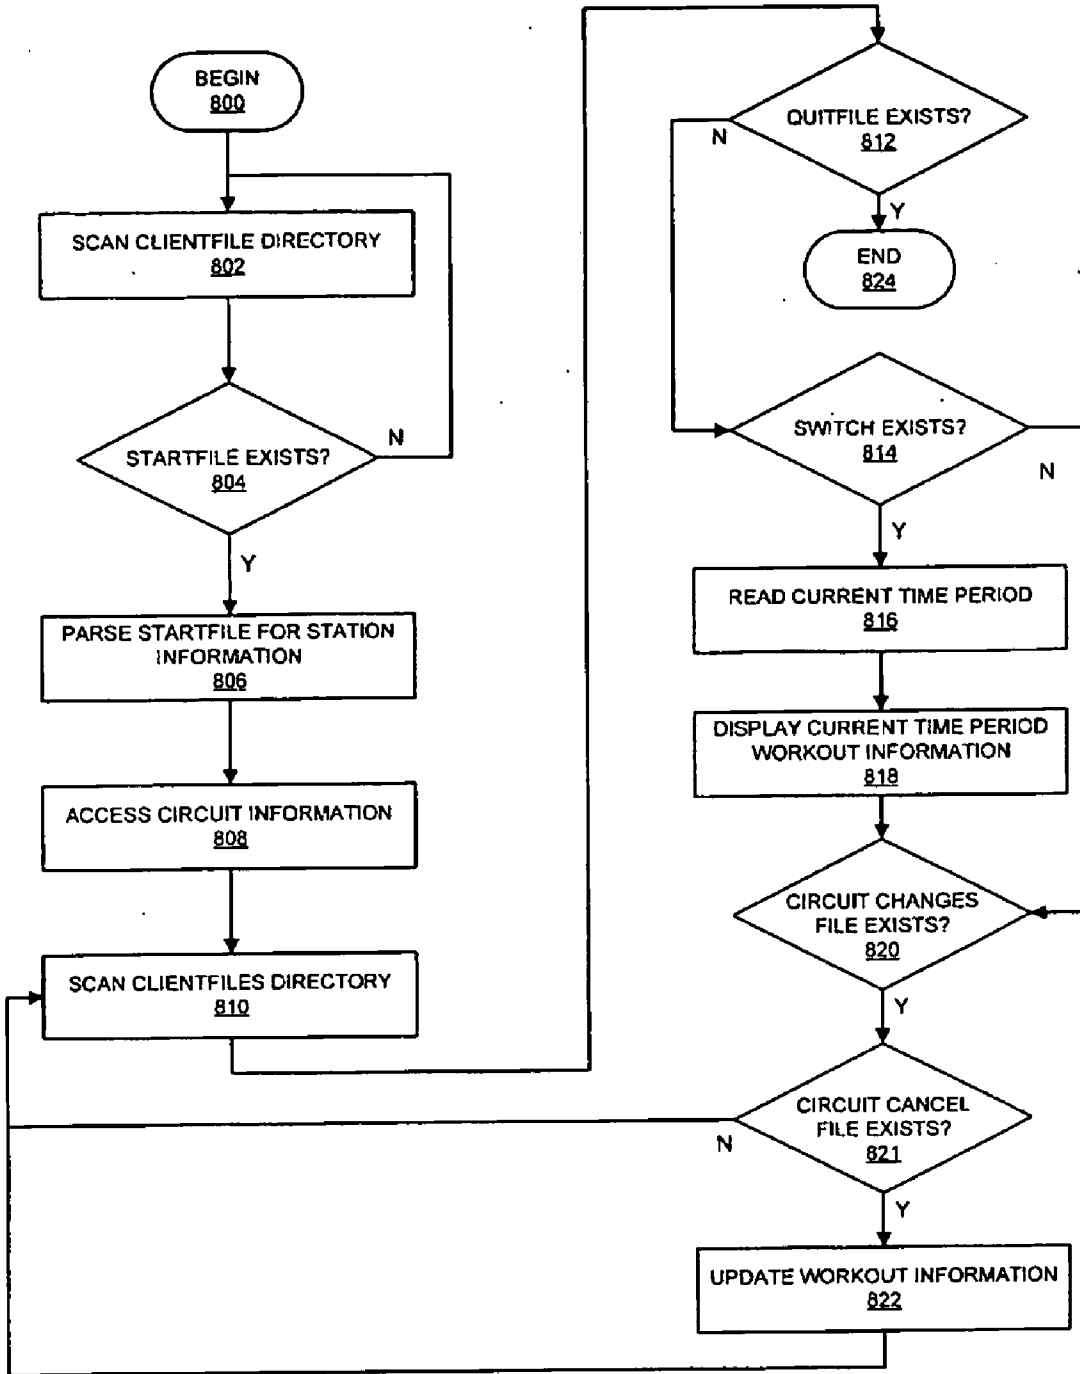 BEGIN
800
SCAN CLIENTFILE DIRECTORY
802
STARTFILE EXISTS?
804
N
Y
PARSE STARTFILE FOR STATION
INFORMATION
806
ACCESS CIRCUIT INFORMATION
808
SCAN CLIENTFILES DIRECTORY
810
QUITFILE EXISTS?
812
N
Y
END
824
SWITCH EXISTS?
814
N
Y
READ CURRENT TIME PERIOD
816
DISPLAY CURRENT TIME PERIOD
WORKOUT INFORMATION
818
CIRCUIT CHANGES
FILE EXISTS?
820
Y
CIRCUIT CANCEL
FILE EXISTS?
821
N
Y
UPDATE WORKOUT INFORMATION
822